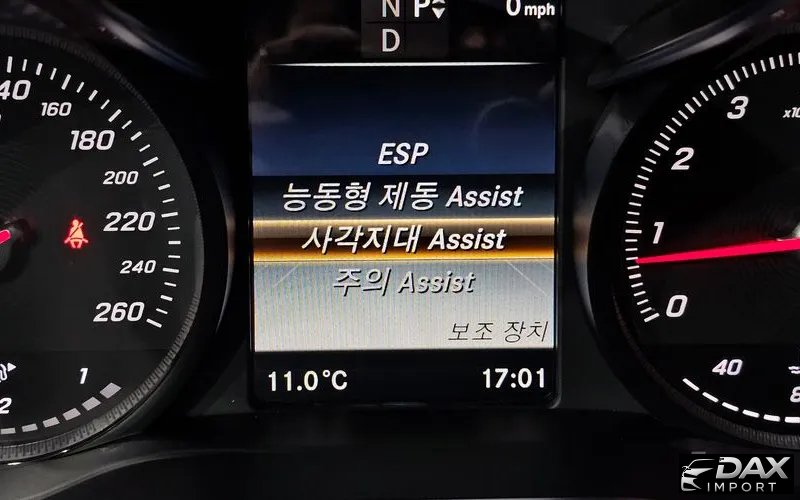 N P
0 mph
D
ESP
능동형 제동 Assist
사각지대 Assist
주의 Assist
보조 장치
11.0°C
17:01
160
180
200
220
240
260
1
2
3
2
1
0
40
DAX
IMPORT